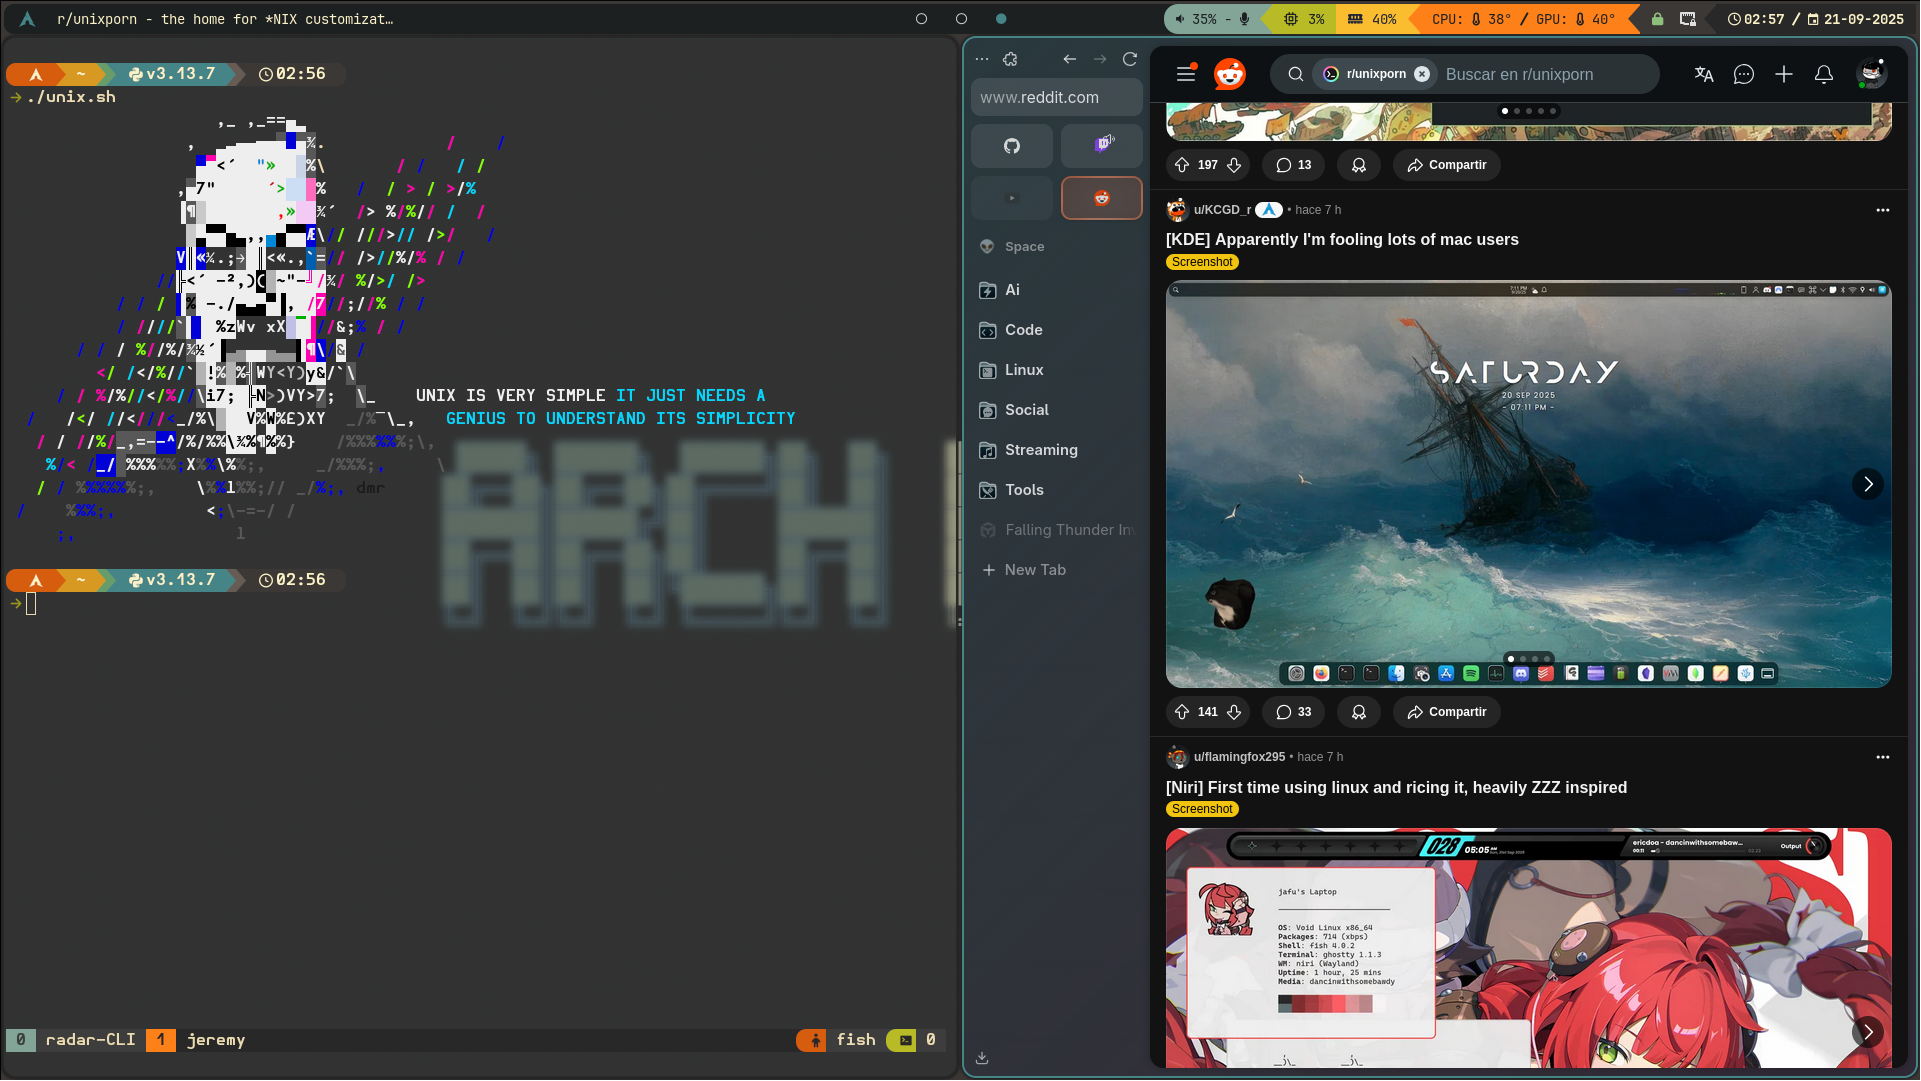 r/unixporn - the home for *NIX customizat…
35% -
3%
40%
CPU: 38° / GPU: 40°
02:57 / 21-09-2025
~ v3.13.7 02:56
./unix.sh
UNIX IS VERY SIMPLE IT JUST NEEDS A
GENIUS TO UNDERSTAND ITS SIMPLICITY
dmr
ARCH
~ v3.13.7 02:56
0 radar-CLI 1 jeremy
fish 0
www.reddit.com
Space
Ai
Code
Linux
Social
Streaming
Tools
Falling Thunder In
New Tab
r/unixporn
Buscar en r/unixporn
197
13
Compartir
u/KCGD_r • hace 7 h
[KDE] Apparently I'm fooling lots of mac users
Screenshot
SATURDAY
20 SEP 2025
- 07:11 PM -
141
33
Compartir
u/flamingfox295 • hace 7 h
[Niri] First time using linux and ricing it, heavily ZZZ inspired
Screenshot
028
05:05 AM
ericdoa - dancinwithsomebaw...
Output
jafu's Laptop
OS: Void Linux x86_64
Packages: 714 (xbps)
Shell: fish 4.0.2
Terminal: ghostty 1.1.3
WM: niri (Wayland)
Uptime: 1 hour, 25 mins
Media: dancinwithsomebawdy